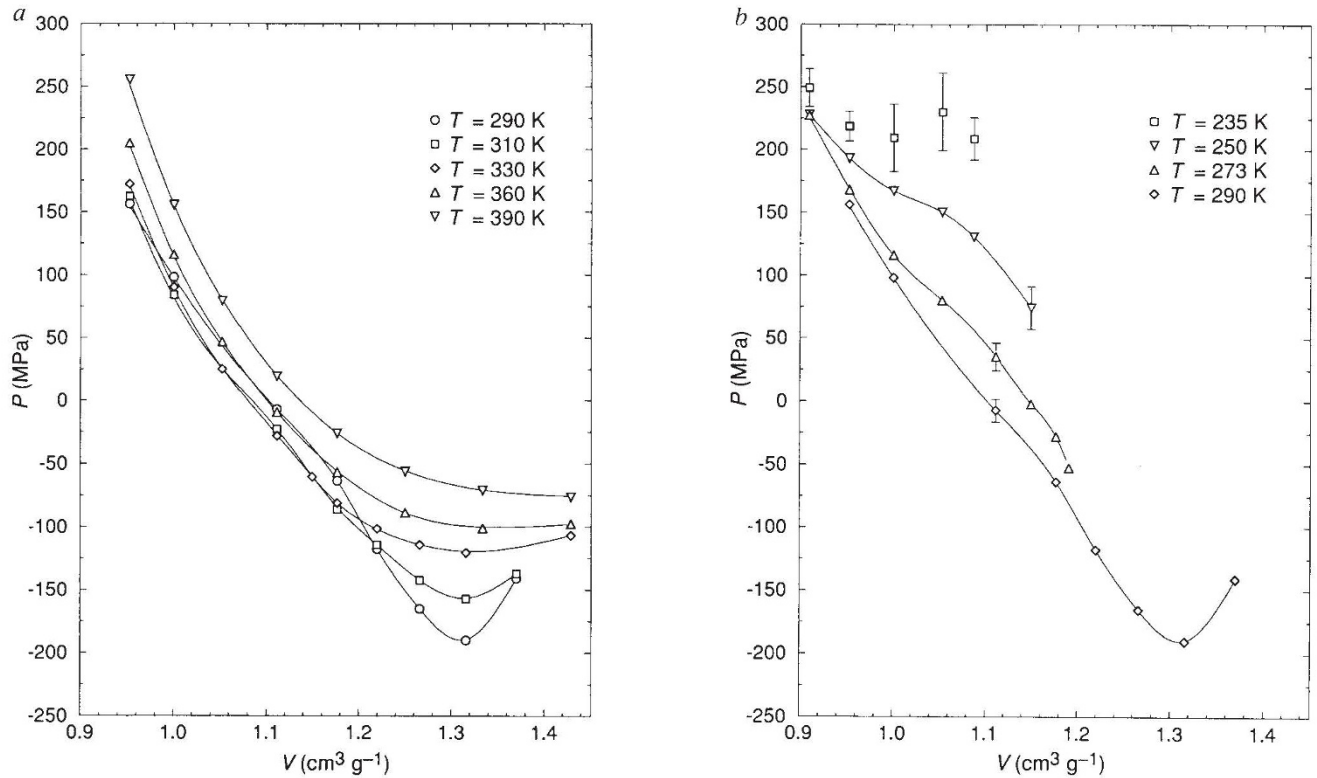 a
300
250
200
150
100
50
0
-50
-100
-150
-200
-250
P (MPa)
0.9 1.0 1.1 1.2 1.3 1.4
V (cm³ g⁻¹)
T = 290 K
T = 310 K
T = 330 K
T = 360 K
T = 390 K
b
300
250
200
150
100
50
0
-50
-100
-150
-200
-250
P (MPa)
0.9 1.0 1.1 1.2 1.3 1.4
V (cm³ g⁻¹)
T = 235 K
T = 250 K
T = 273 K
T = 290 K